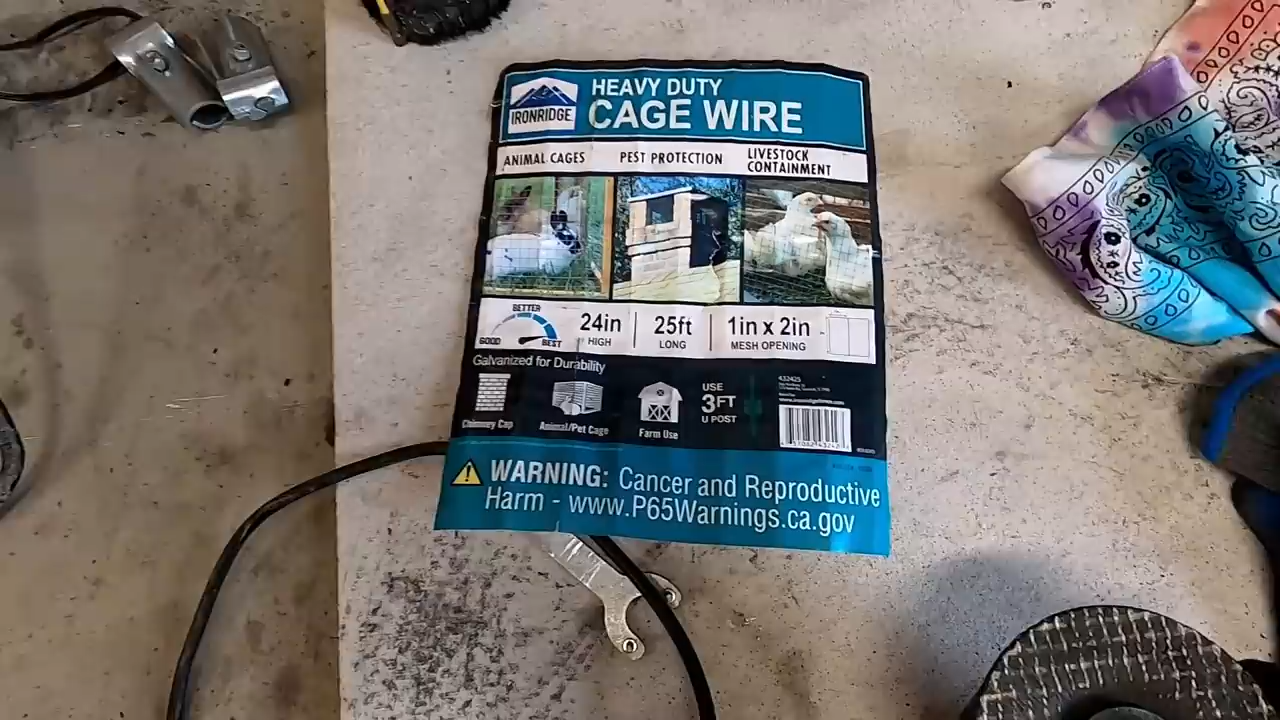 HEAVY DUTY
IRONRIDGE
CAGE WIRE
ANIMAL CAGES
PEST PROTECTION
LIVESTOCK
CONTAINMENT
BETTER
GOOD
BEST
24in
HIGH
25ft
LONG
1in x 2in
MESH OPENING
Galvanized for Durability
Chimney Cap
Animal/Pet Cage
Farm Use
USE
3FT
U POST
432425
WARNING: Cancer and Reproductive
Harm - www.P65Warnings.ca.gov